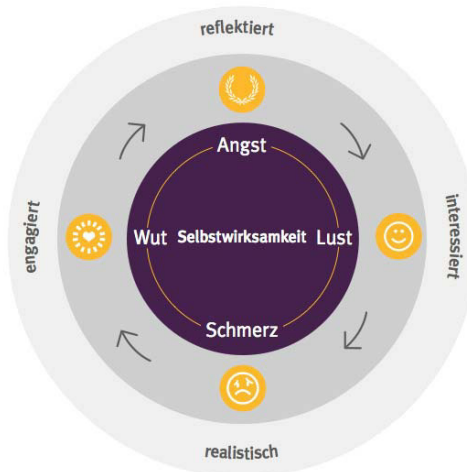 reflektiert
Angst
engagiert
Wut Selbstwirksamkeit Lust
interessiert
Schmerz
realistisch